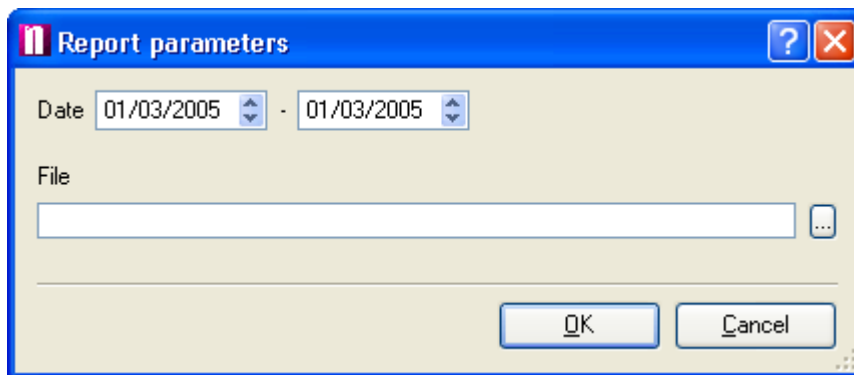 Report parameters
Date 01/03/2005 - 01/03/2005
File
...
OK Cancel